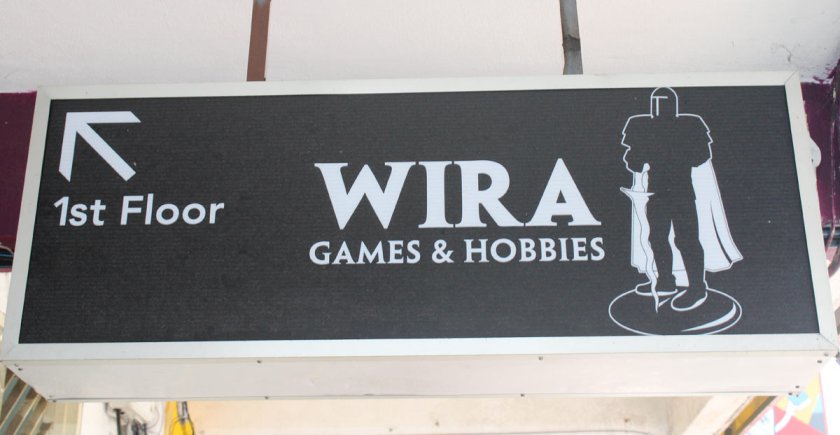 1st Floor
WIRA
GAMES & HOBBIES